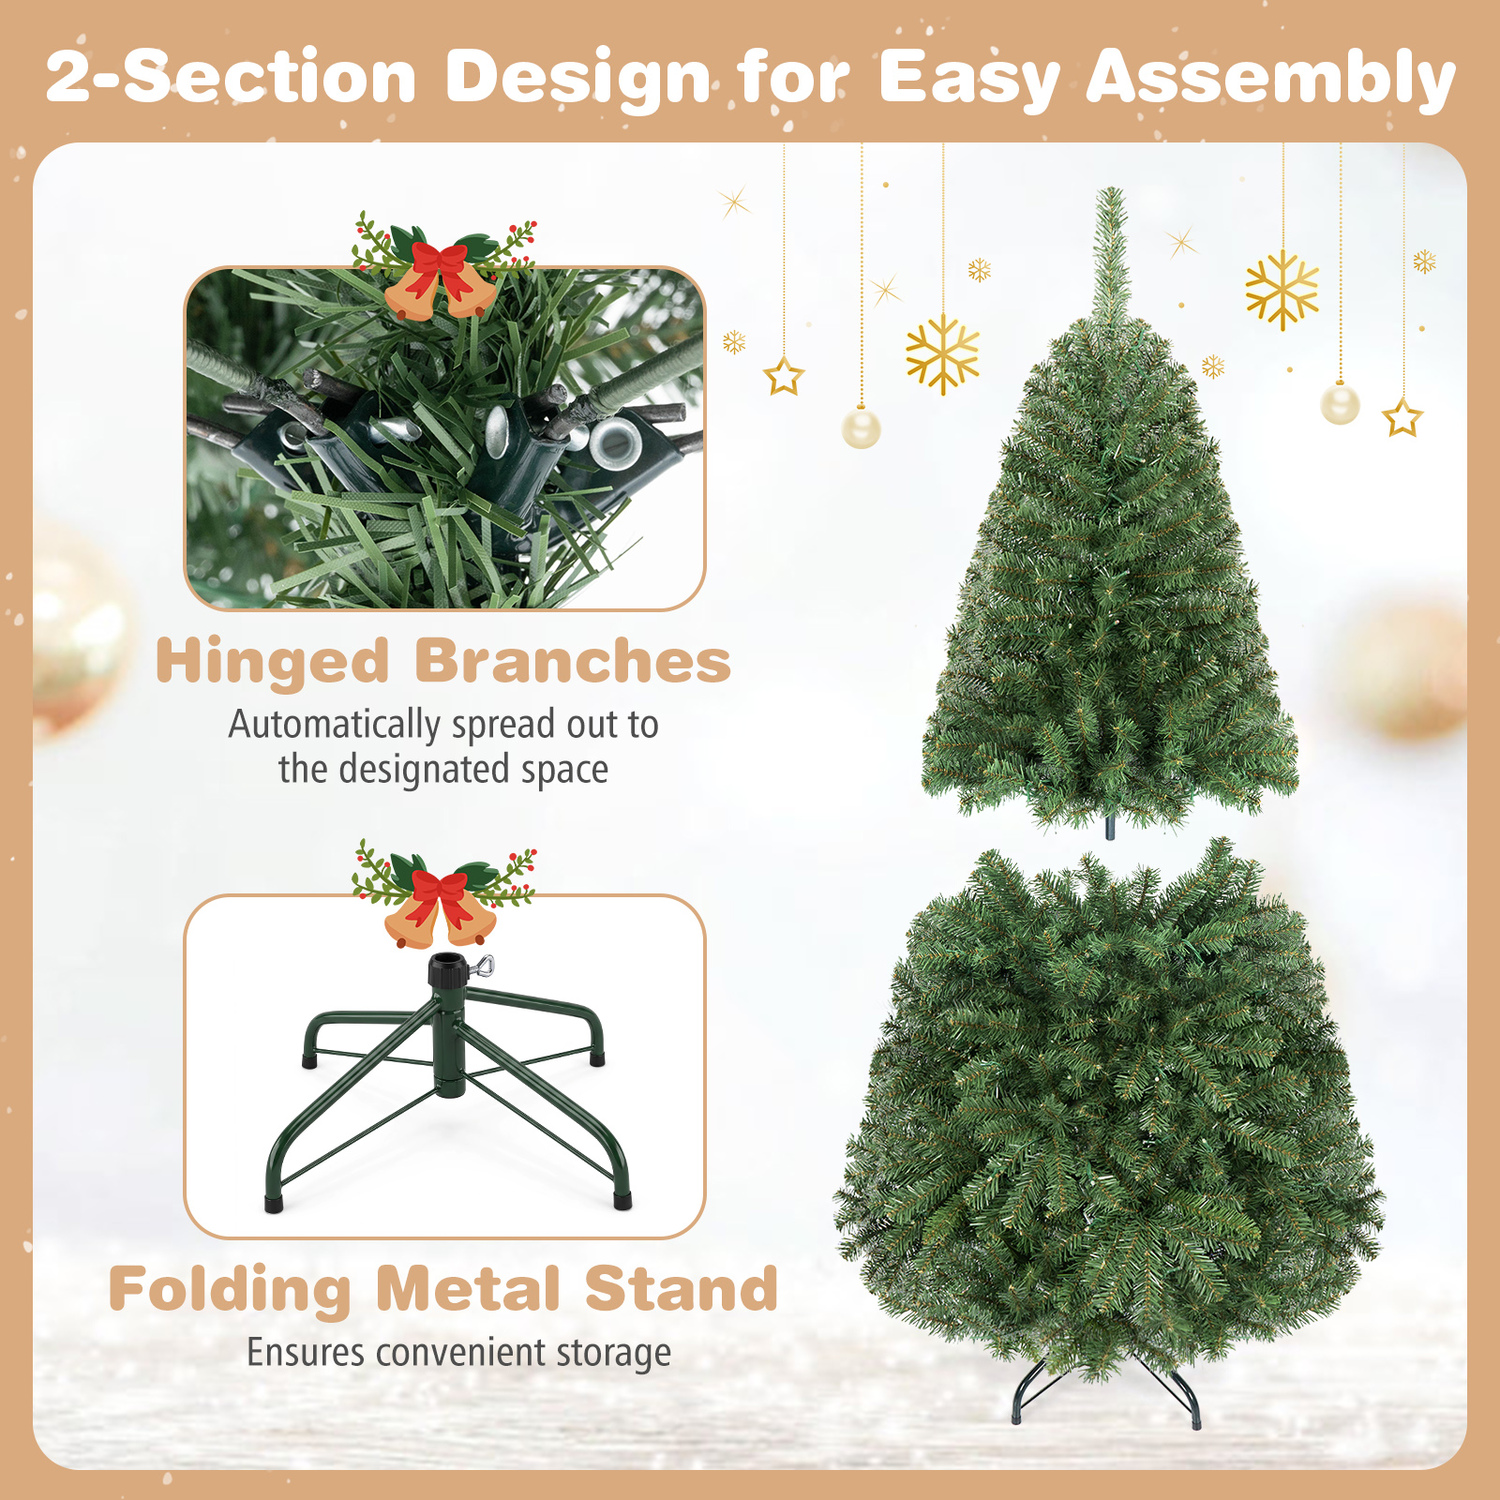 2-Section Design for Easy Assembly
Hinged Branches
Automatically spread out to
the designated space
Folding Metal Stand
Ensures convenient storage